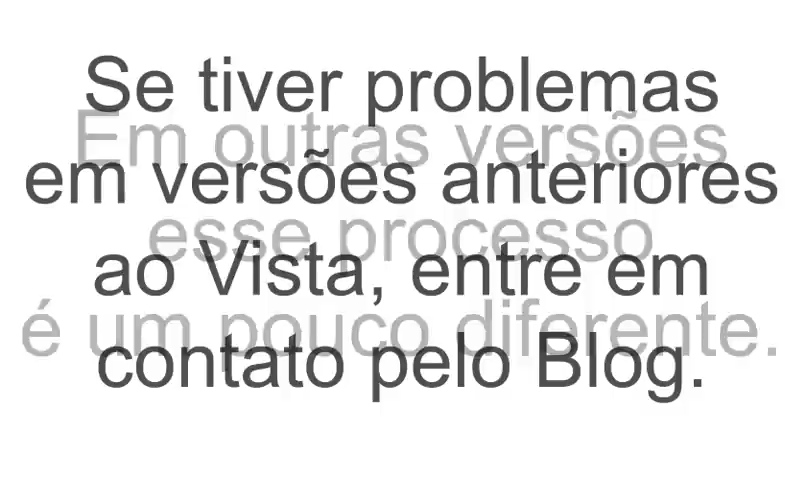 Se tiver problemas
Em outras versões
em versões anteriores
esse processo
ao Vista, entre em
é um pouco diferente.
contato pelo Blog.